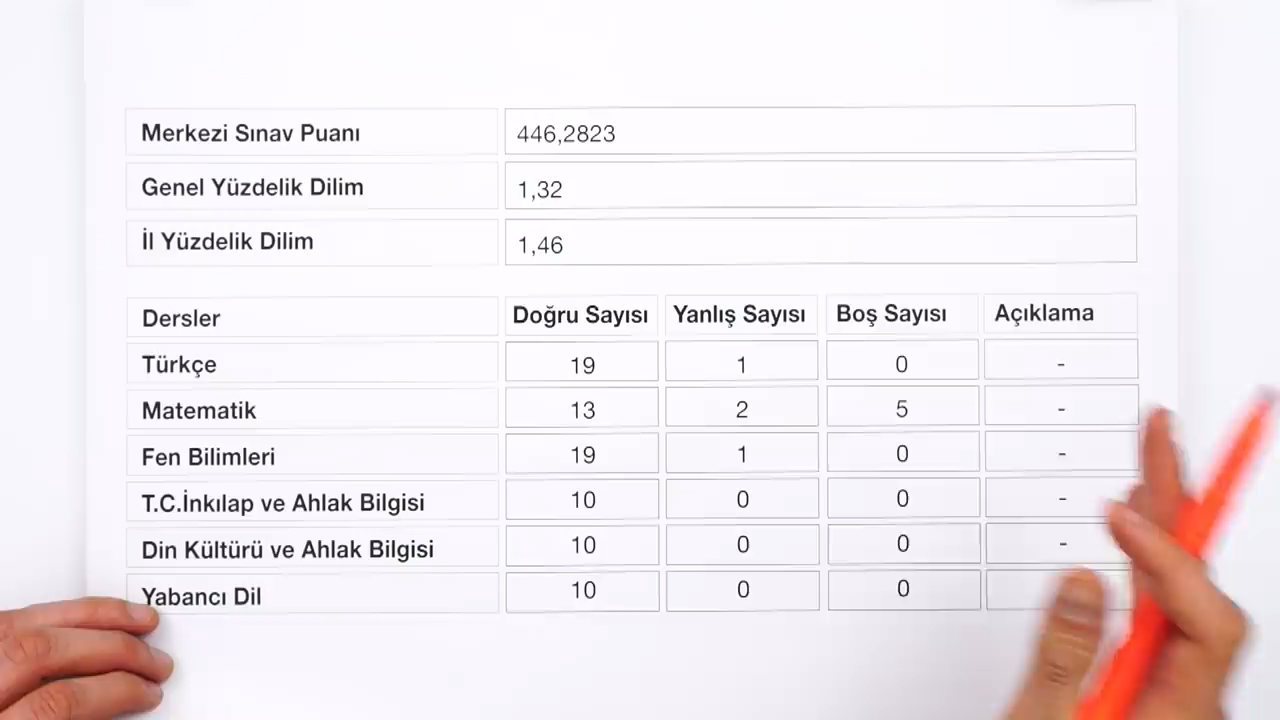 Merkezi Sınav Puanı 446,2823
Genel Yüzdelik Dilim 1,32
İl Yüzdelik Dilim 1,46
Dersler Doğru Sayısı Yanlış Sayısı Boş Sayısı Açıklama
Türkçe 19 1 0 -
Matematik 13 2 5 -
Fen Bilimleri 19 1 0 -
T.C.İnkılap ve Ahlak Bilgisi 10 0 0 -
Din Kültürü ve Ahlak Bilgisi 10 0 0 -
Yabancı Dil 10 0 0